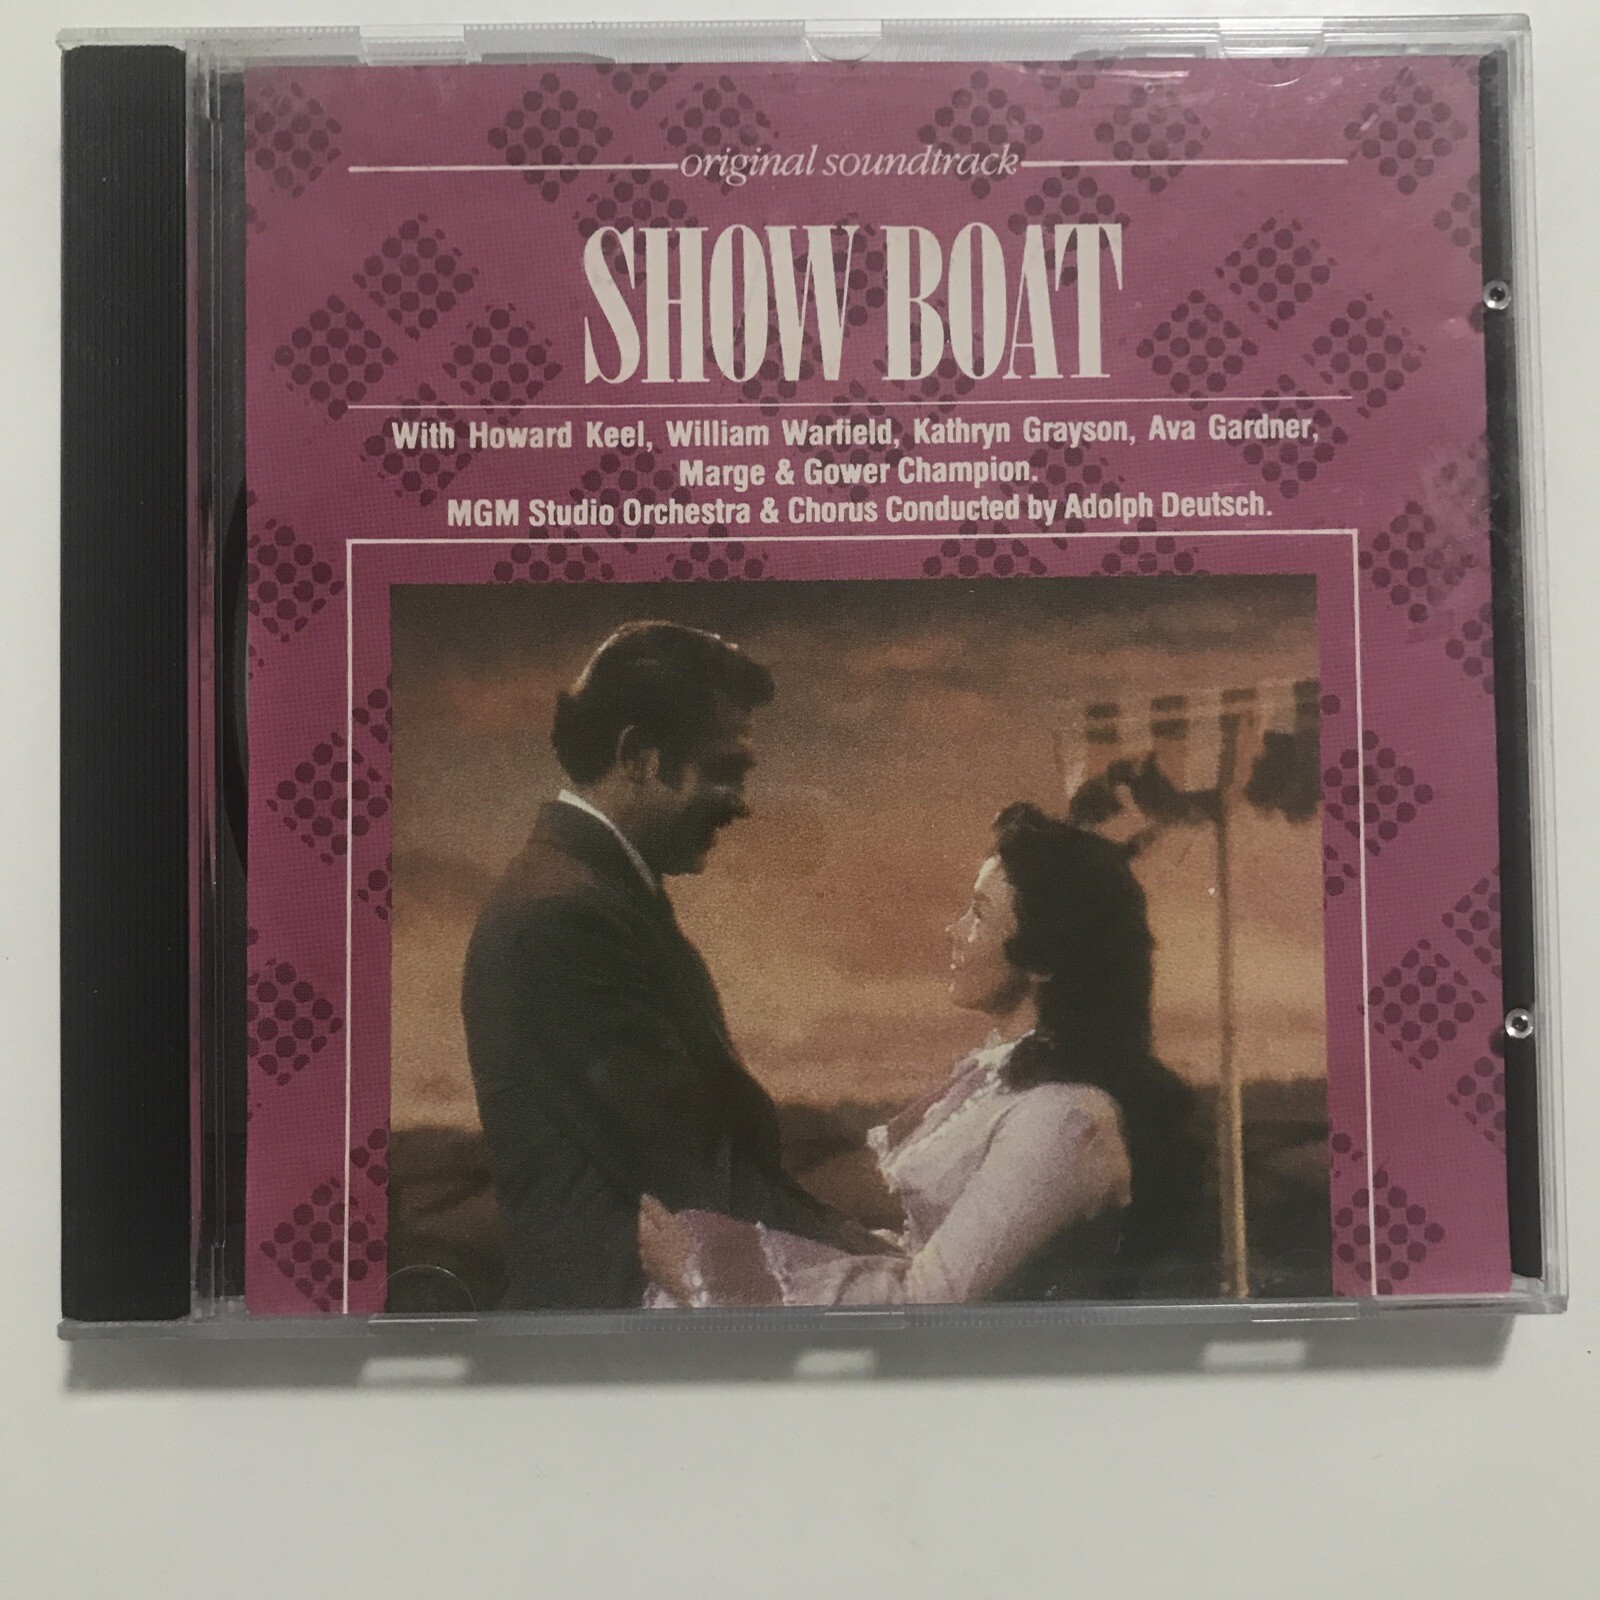 original soundtrack
SHOW BOAT
With Howard Keel, William Warfield, Kathryn Grayson, Ava Gardner,
Marge & Gower Champion.
MGM Studio Orchestra & Chorus Conducted by Adolph Deutsch.